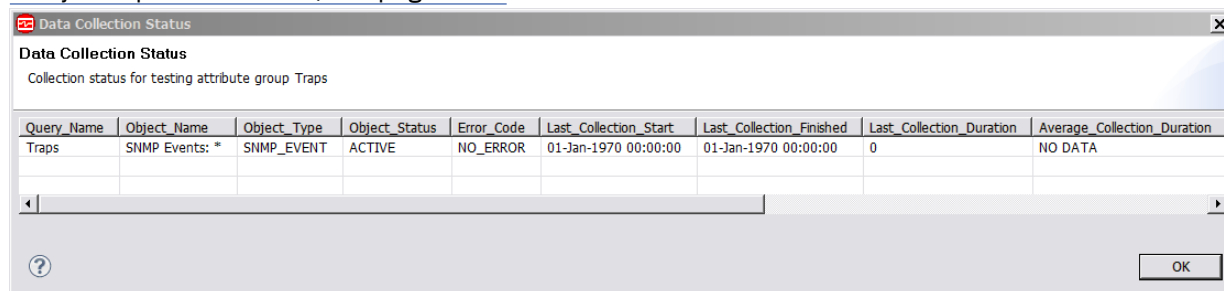 Data Collection Status
Data Collection Status
Collection status for testing attribute group Traps
Query_Name Object_Name Object_Type Object_Status Error_Code Last_Collection_Start Last_Collection_Finished Last_Collection_Duration Average_Collection_Duration
Traps SNMP Events: * SNMP_EVENT ACTIVE NO_ERROR 01-Jan-1970 00:00:00 01-Jan-1970 00:00:00 0 NO DATA
OK